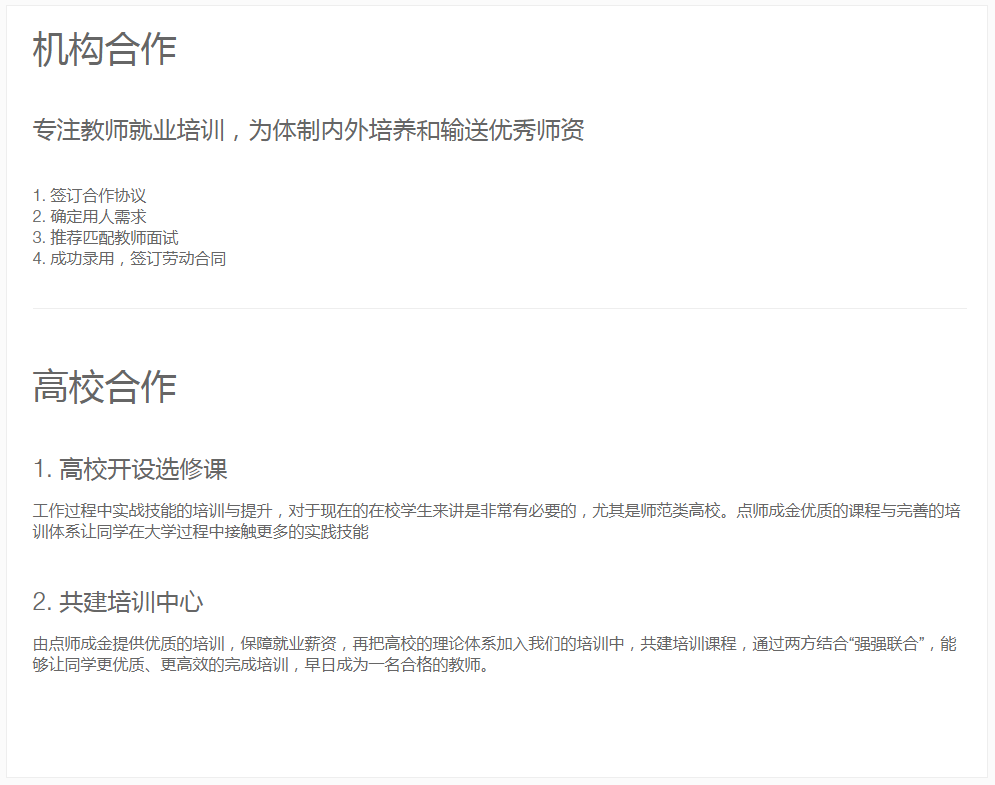 机构合作
专注教师就业培训，为体制内外培养和输送优秀师资
1. 签订合作协议
2. 确定用人需求
3. 推荐匹配教师面试
4. 成功录用，签订劳动合同
高校合作
1. 高校开设选修课
工作过程中实战技能的培训与提升，对于现在的在校学生来讲是非常有必要的，尤其是师范类高校。点师成金优质的课程与完善的培
训体系让同学在大学过程中接触更多的实践技能
2. 共建培训中心
由点师成金提供优质的培训，保障就业薪资，再把高校的理论体系加入我们的培训中，共建培训课程，通过两方结合“强强联合”，能
够让同学更优质、更高效的完成培训，早日成为一名合格的教师。